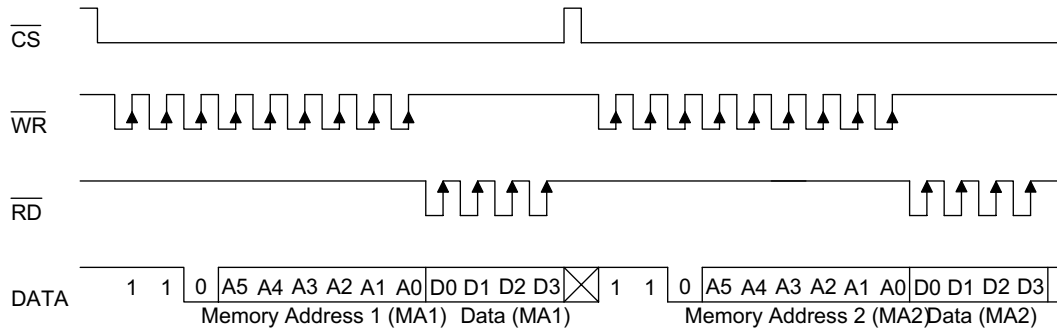 CS
WR
RD
DATA 1 1 0 A5 A4 A3 A2 A1 A0 D0 D1 D2 D3 1 1 0 A5 A4 A3 A2 A1 A0 D0 D1 D2 D3
Memory Address 1 (MA1) Data (MA1) Memory Address 2 (MA2) Data (MA2)